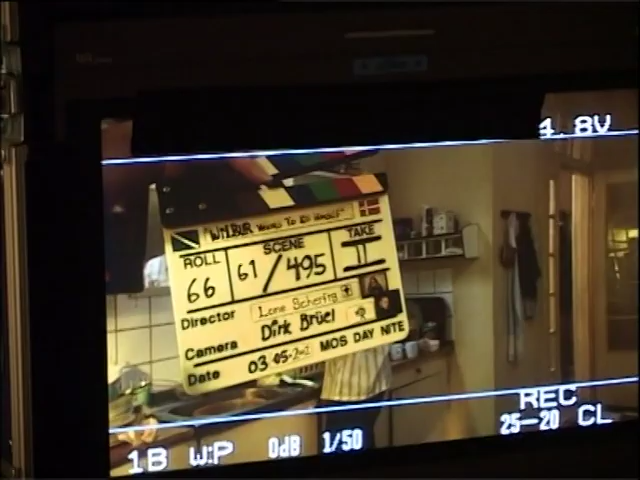 4.8V
"WILBUR WANTS TO KILL HIMSELF"
ROLL SCENE TAKE
66 61/495 II
Director Lone Scherfig
Camera Dirk Brüel
Date 03 05-202 MOS DAY NITE
REC
25-20 CL
1B W:P 0dB 1/50